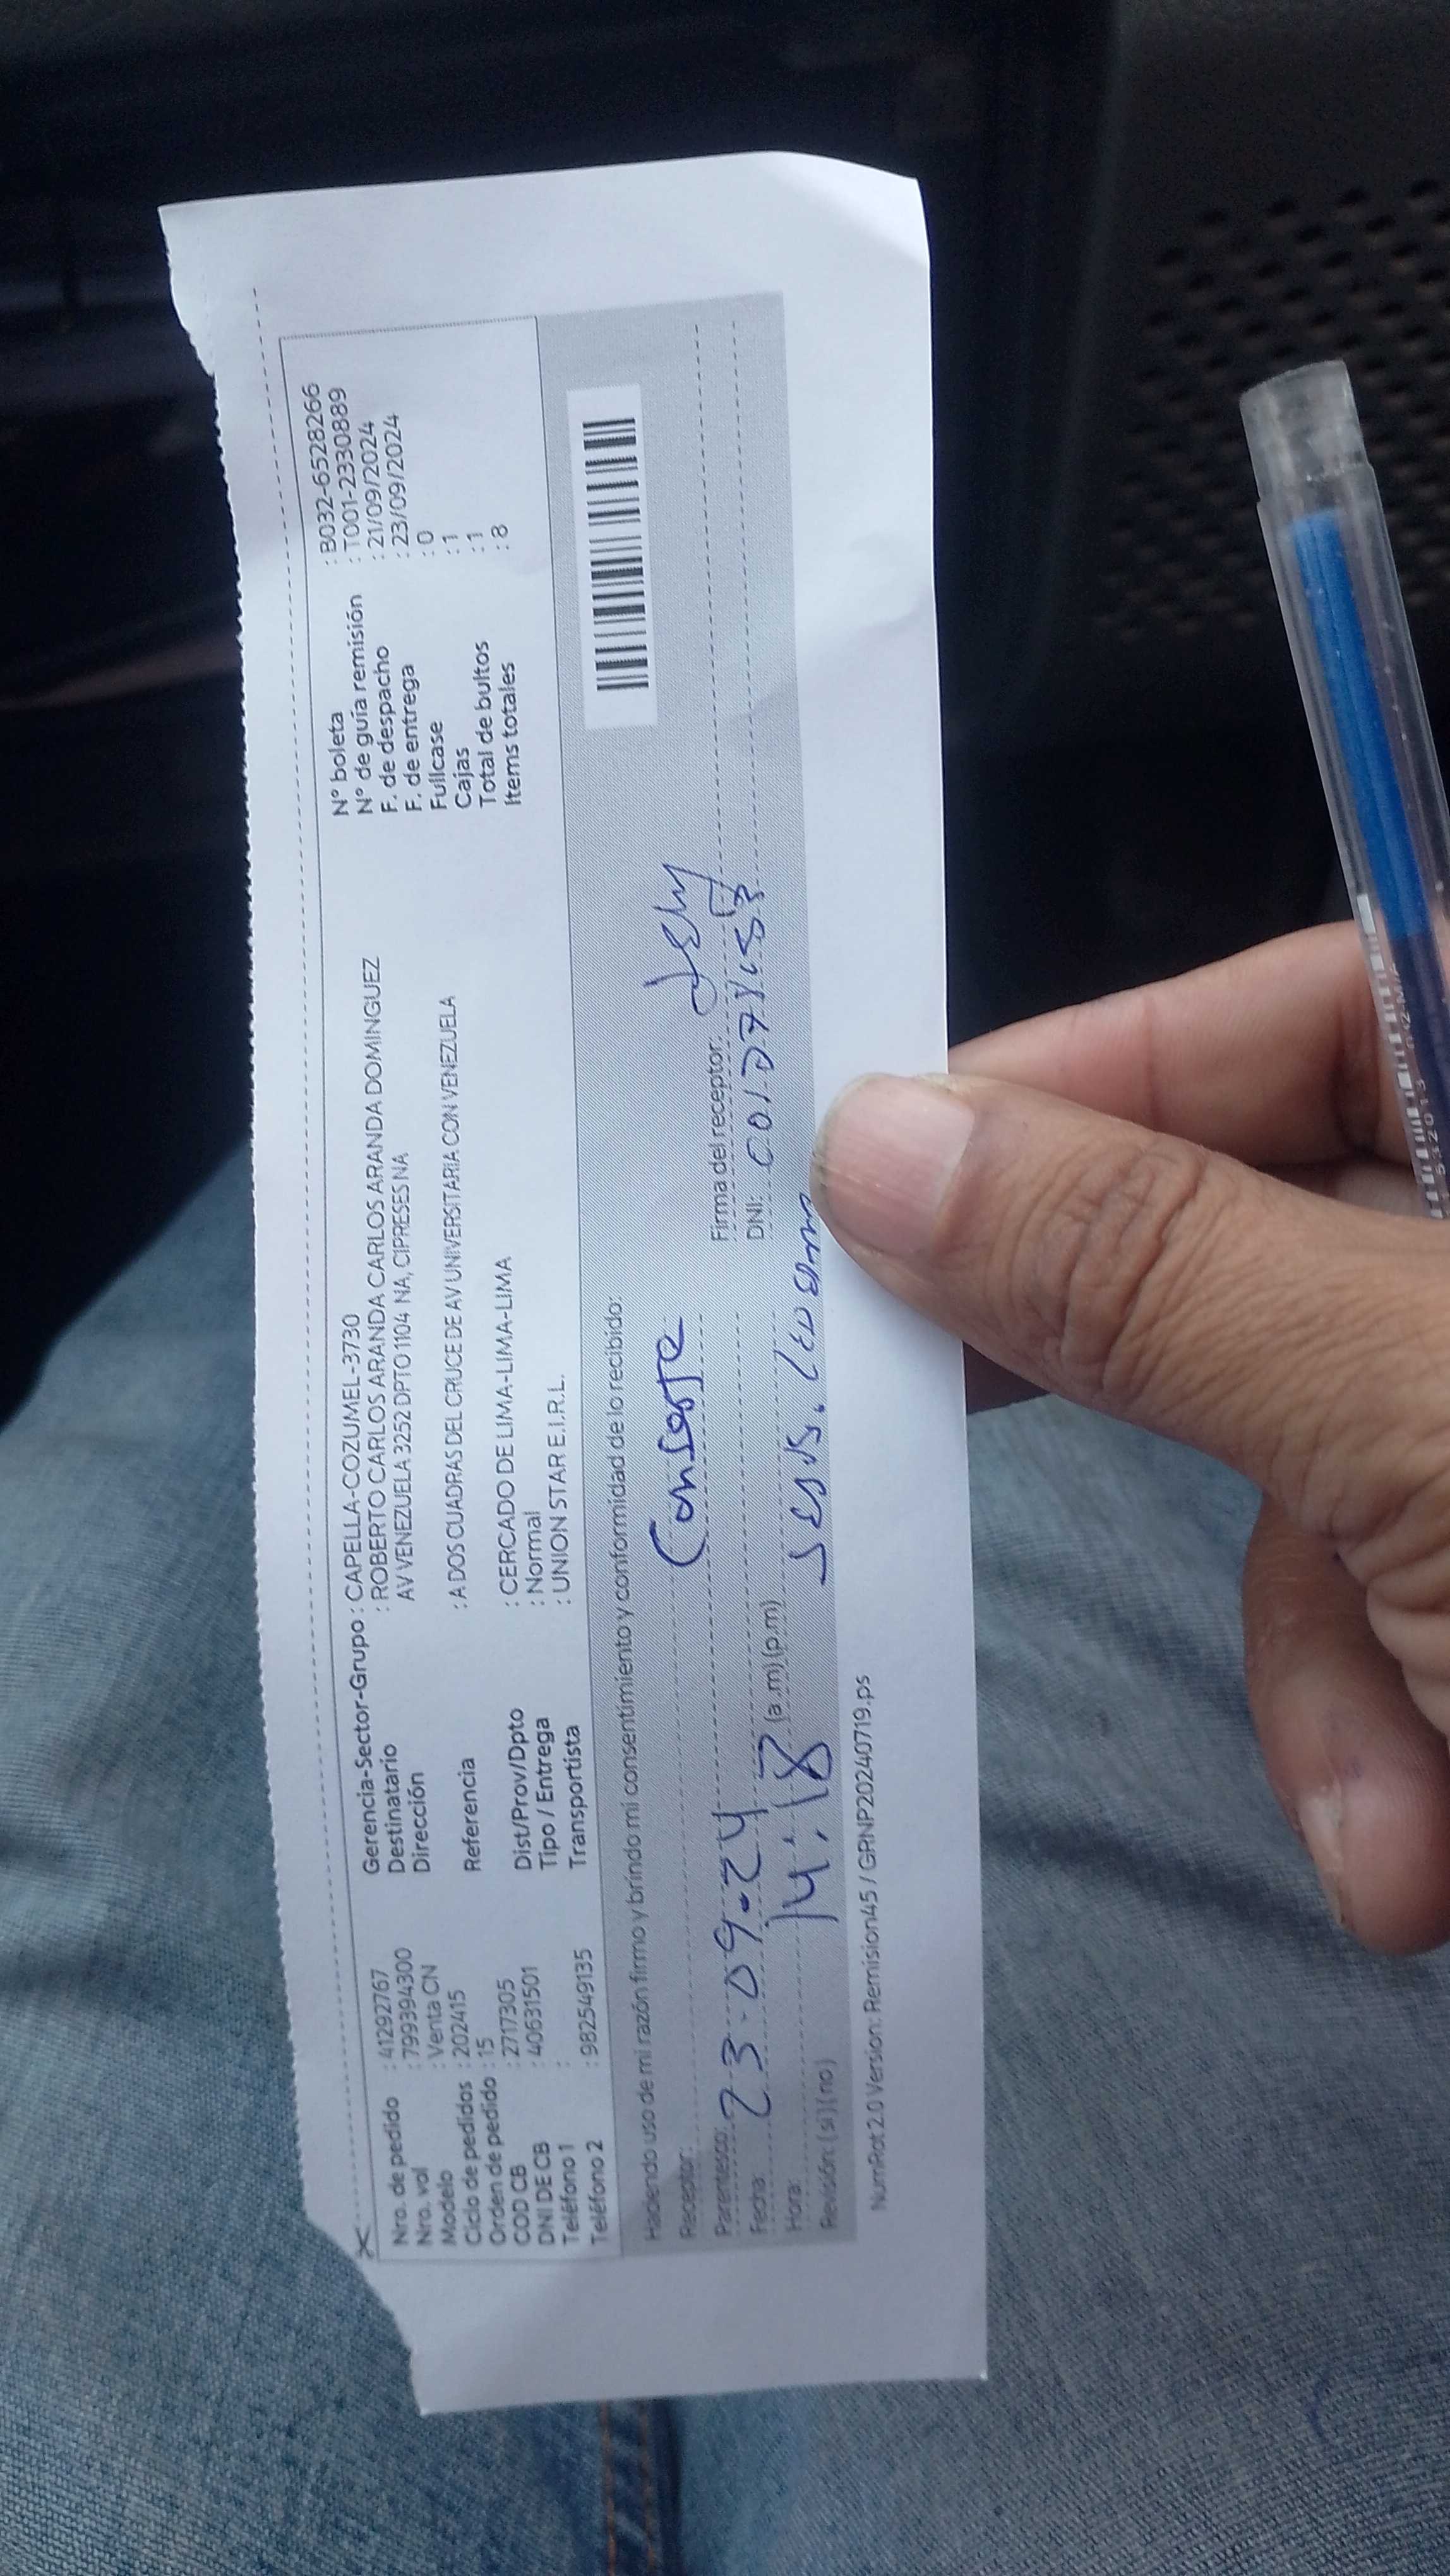 Nro. de pedido : 41292767
Nro. vol : 799394300
Modelo : Venta CN
Ciclo de pedidos : 202415
Orden de pedido : 15
COD CB : 2717305
DNI DE CB : 40631501
Teléfono 1 :
Teléfono 2 : 982549135
Gerencia-Sector-Grupo : CAPELLA-COZUMEL-3730
Destinatario : ROBERTO CARLOS ARANDA CARLOS ARANDA DOMINGUEZ
Dirección AV VENEZUELA 3252 DPTO 1104 NA, CIPRESES NA
Referencia : A DOS CUADRAS DEL CRUCE DE AV UNIVERSITARIA CON VENEZUELA
Dist/Prov/Dpto : CERCADO DE LIMA-LIMA-LIMA
Tipo / Entrega : Normal
Transportista : UNION STAR E.I.R.L.
Nº boleta : B032-6528266
Nº de guía remisión : T001-2330889
F. de despacho : 21/09/2024
F. de entrega : 23/09/2024
Fullcase : 0
Cajas : 1
Total de bultos : 1
Items totales : 8
Haciendo uso de mi razón firmo y brindo mi consentimiento y conformidad de lo recibido:
Receptor:
Parentesco:
Fecha: 23-09-24
Hora: 14:18 (a.m) (p.m)
Revisión: (si) (no)
Firma del receptor:
DNI:
NumRot 2.0 Version: Remision45 / GRNP20240719.ps